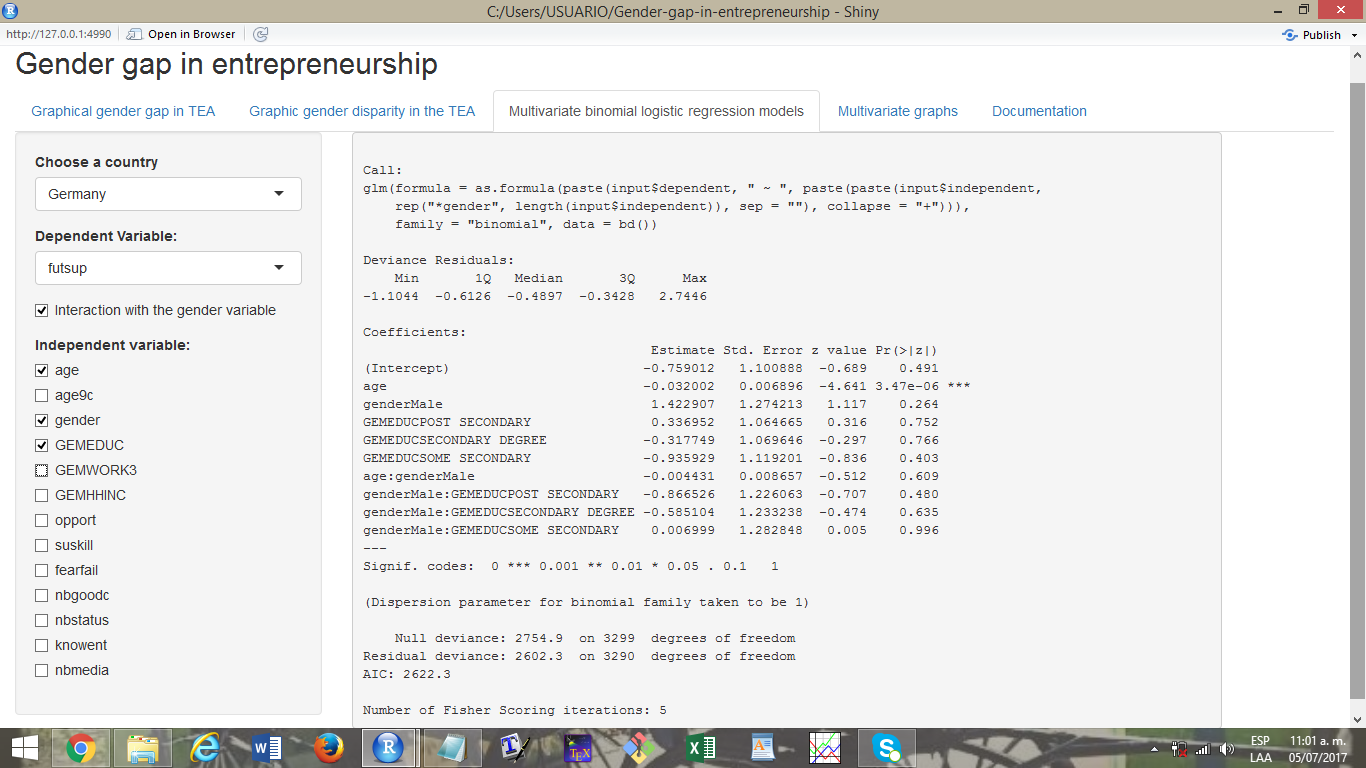 C:/Users/USUARIO/Gender-gap-in-entrepreneurship - Shiny
http://127.0.0.1:4990 Open in Browser Publish
Gender gap in entrepreneurship
Graphical gender gap in TEA Graphic gender disparity in the TEA Multivariate binomial logistic regression models Multivariate graphs Documentation
Choose a country
Germany
Dependent Variable:
futsup
Interaction with the gender variable
Independent variable:
age
age9c
gender
GEMEDUC
GEMWORK3
GEMHHINC
opport
suskill
fearfail
nbgoodc
nbstatus
knowent
nbmedia
Call:
glm(formula = as.formula(paste(input$dependent, " ~ ", paste(paste(input$independent,
    rep("*gender", length(input$independent)), sep = ""), collapse = "+"))),
    family = "binomial", data = bd())
Deviance Residuals:
    Min       1Q   Median       3Q      Max
-1.1044  -0.6126  -0.4897  -0.3428   2.7446
Coefficients:
                                    Estimate Std. Error z value Pr(>|z|)
(Intercept)                        -0.759012   1.100888  -0.689    0.491
age                                -0.032002   0.006896  -4.641 3.47e-06 ***
genderMale                          1.422907   1.274213   1.117    0.264
GEMEDUCPOST SECONDARY               0.336952   1.064665   0.316    0.752
GEMEDUCSECONDARY DEGREE            -0.317749   1.069646  -0.297    0.766
GEMEDUCSOME SECONDARY              -0.935929   1.119201  -0.836    0.403
age:genderMale                     -0.004431   0.008657  -0.512    0.609
genderMale:GEMEDUCPOST SECONDARY   -0.866526   1.226063  -0.707    0.480
genderMale:GEMEDUCSECONDARY DEGREE -0.585104   1.233238  -0.474    0.635
genderMale:GEMEDUCSOME SECONDARY    0.006999   1.282848   0.005    0.996
---
Signif. codes:  0 *** 0.001 ** 0.01 * 0.05 . 0.1   1
(Dispersion parameter for binomial family taken to be 1)
    Null deviance: 2754.9  on 3299  degrees of freedom
Residual deviance: 2602.3  on 3290  degrees of freedom
AIC: 2622.3
Number of Fisher Scoring iterations: 5
ESP 11:01 a. m.
LAA 05/07/2017